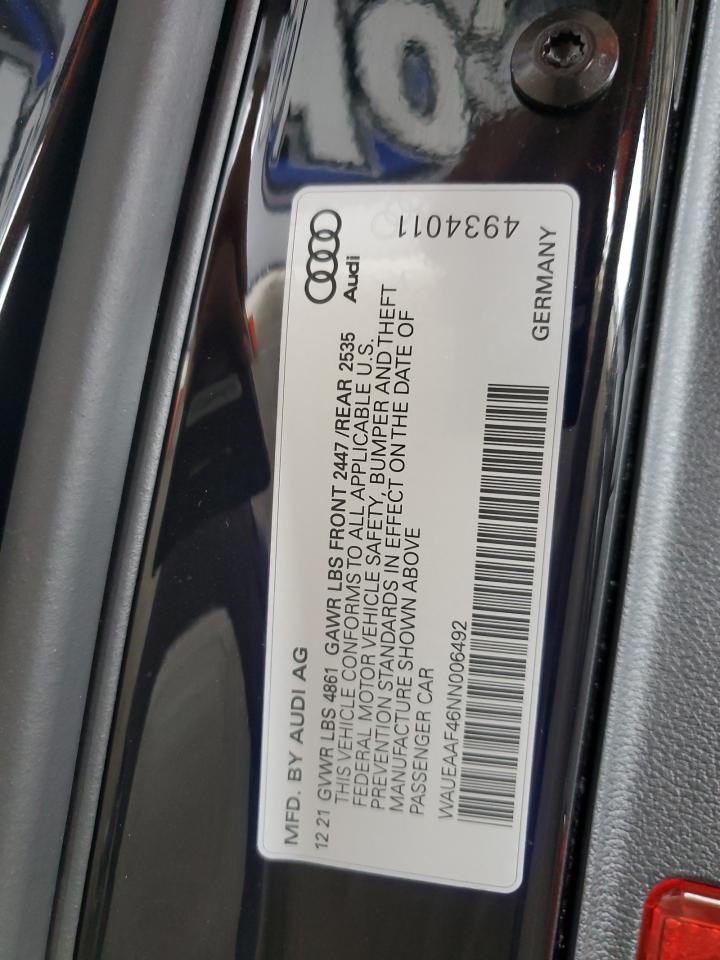 MFD. BY AUDI AG
12 21 GVWR LBS 4861 GAWR LBS FRONT 2447 /REAR 2535
THIS VEHICLE CONFORMS TO ALL APPLICABLE U.S.
FEDERAL MOTOR VEHICLE SAFETY, BUMPER AND THEFT
PREVENTION STANDARDS IN EFFECT ON THE DATE OF
MANUFACTURE SHOWN ABOVE
PASSENGER CAR
WAUEAAF46NN006492
Audi
4934011
GERMANY